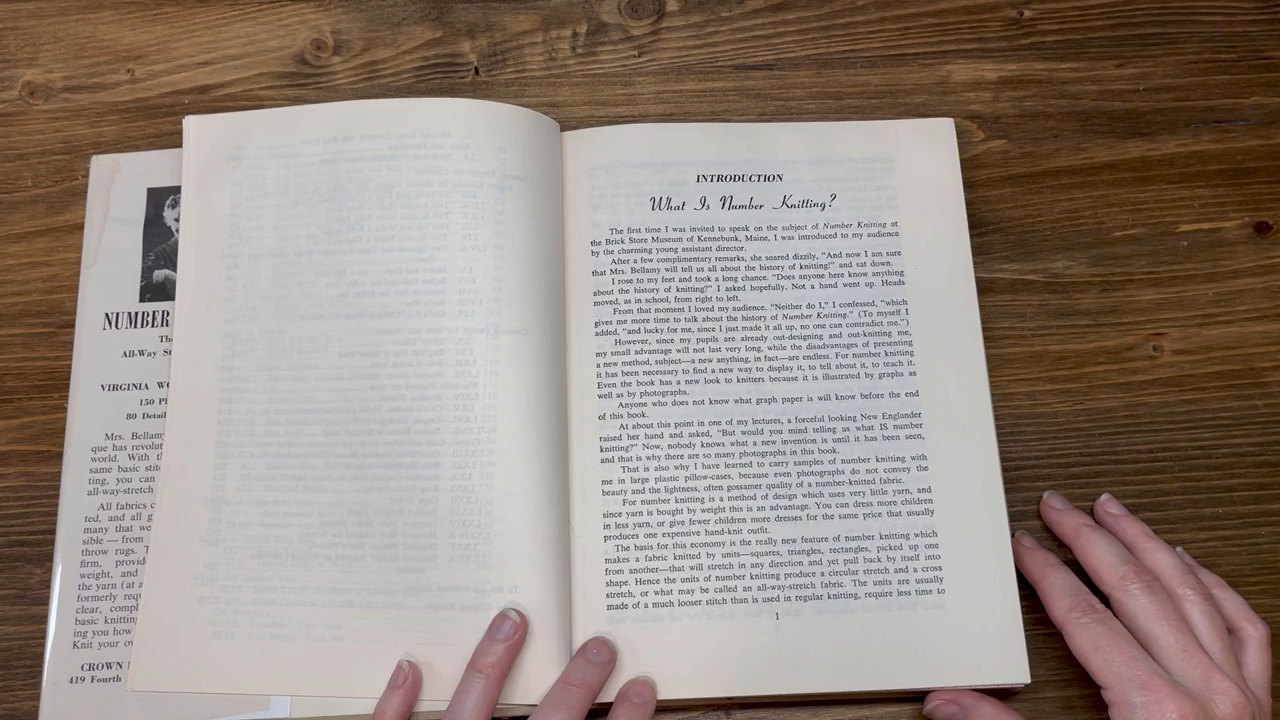 NUMBER
Th
All-Way St
VIRGINIA WO
150 P
80 Detail
Mrs. Bellamy
que has revolut
world. With t
same basic stit
ting, you can
all-way-stretch
All fabrics c
ted, and all g
many that we
sible — from
throw rugs. T
firm, provid
weight, and
the yarn (at a
formerly requ
clear, compl
basic knitting
ing you how
Knit your ow
CROWN
419 Fourth
INTRODUCTION
What Is Number Knitting?
The first time I was invited to speak on the subject of Number Knitting at
the Brick Store Museum of Kennebunk, Maine, I was introduced to my audience
by the charming young assistant director.
After a few complimentary remarks, she soared dizzily, "And now I am sure
that Mrs. Bellamy will tell us all about the history of knitting!" and sat down.
I rose to my feet and took a long chance. "Does anyone here know anything
about the history of knitting?" I asked hopefully. Not a hand went up. Heads
moved, as in school, from right to left.
From that moment I loved my audience. "Neither do I," I confessed, "which
gives me more time to talk about the history of Number Knitting." (To myself I
added, "and lucky for me, since I just made it all up, no one can contradict me.")
However, since my pupils are already out-designing and out-knitting me,
my small advantage will not last very long, while the disadvantages of presenting
a new method, subject—a new anything, in fact—are endless. For number knitting
it has been necessary to find a new way to display it, to tell about it, to teach it.
Even the book has a new look to knitters because it is illustrated by graphs as
well as by photographs.
Anyone who does not know what graph paper is will know before the end
of this book.
At about this point in one of my lectures, a forceful looking New Englander
raised her hand and asked, "But would you mind telling us what IS number
knitting?" Now, nobody knows what a new invention is until it has been seen,
and that is why there are so many photographs in this book.
That is also why I have learned to carry samples of number knitting with
me in large plastic pillow-cases, because even photographs do not convey the
beauty and the lightness, often gossamer quality of a number-knitted fabric.
For number knitting is a method of design which uses very little yarn, and
since yarn is bought by weight this is an advantage. You can dress more children
in less yarn, or give fewer children more dresses for the same price that usually
produces one expensive hand-knit outfit.
The basis for this economy is the really new feature of number knitting which
makes a fabric knitted by units—squares, triangles, rectangles, picked up one
from another—that will stretch in any direction and yet pull back by itself into
shape. Hence the units of number knitting produce a circular stretch and a cross
stretch, or what may be called an all-way-stretch fabric. The units are usually
made of a much looser stitch than is used in regular knitting, require less time to
1